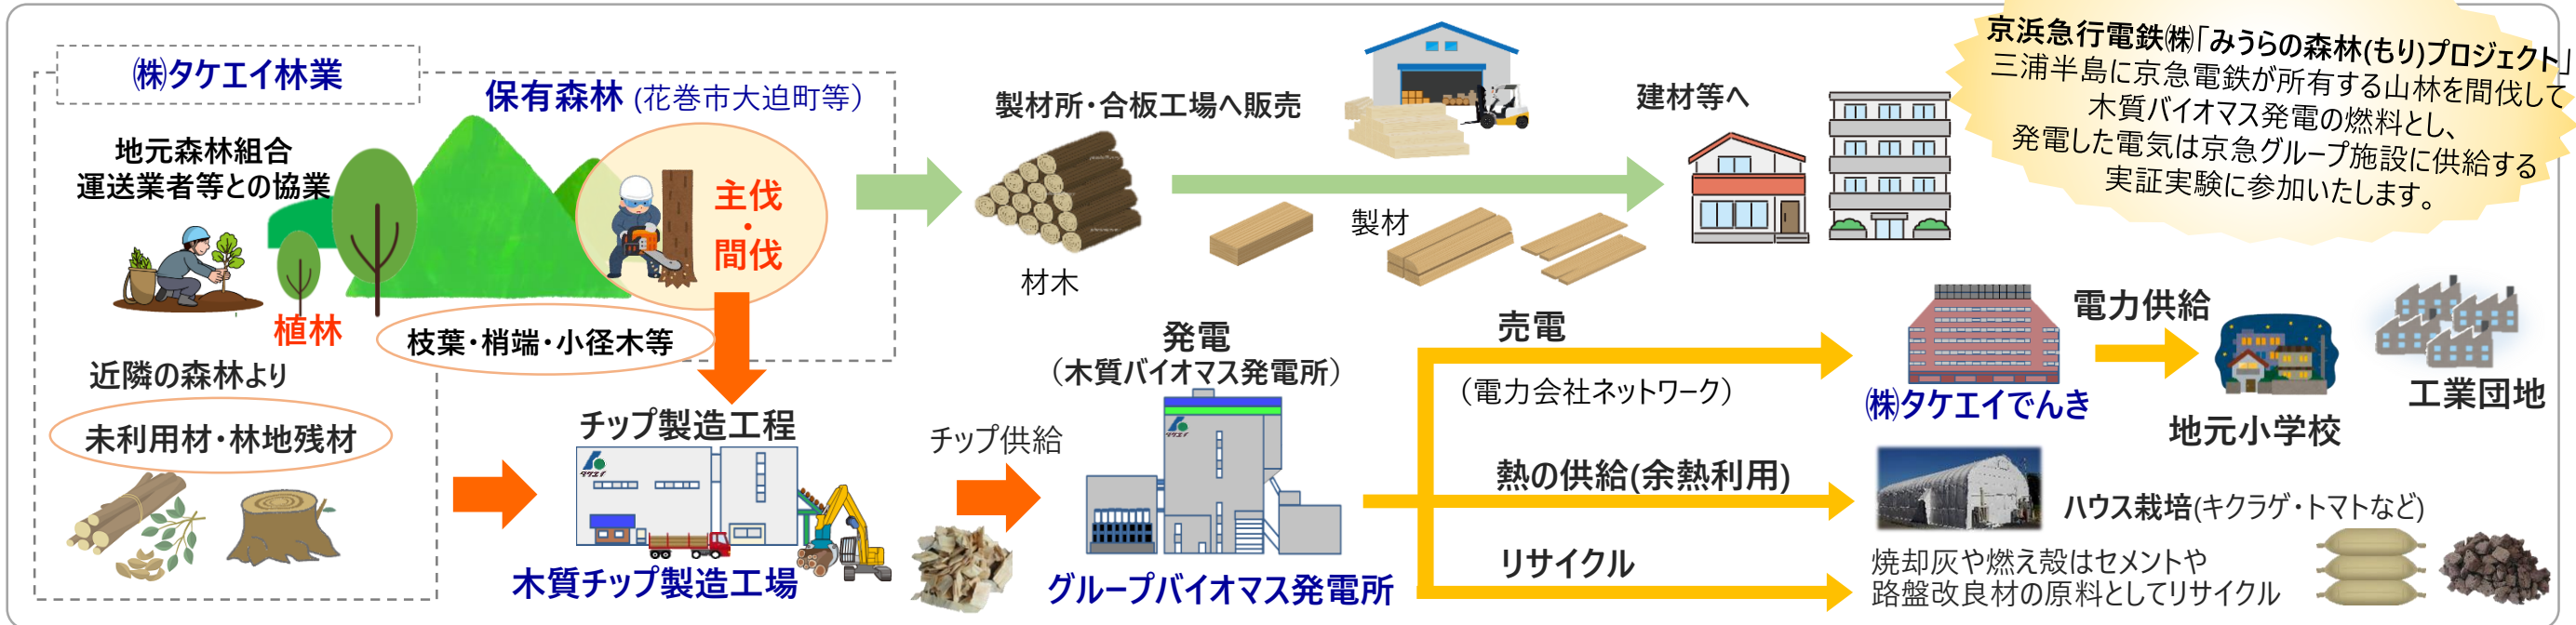 ㈱タケエイ林業
保有森林 (花巻市大迫町等)
地元森林組合
運送業者等との協業
主伐
・
間伐
植林
枝葉・梢端・小径木等
近隣の森林より
未利用材・林地残材
製材所・合板工場へ販売
材木
製材
建材等へ
京浜急行電鉄㈱「みうらの森林(もり)プロジェクト」
三浦半島に京急電鉄が所有する山林を間伐して
木質バイオマス発電の燃料とし、
発電した電気は京急グループ施設に供給する
実証実験に参加いたします。
チップ製造工程
タケエイ
木質チップ製造工場
チップ供給
発電
(木質バイオマス発電所)
タケエイ
グループバイオマス発電所
売電
(電力会社ネットワーク)
㈱タケエイでんき
電力供給
地元小学校
工業団地
熱の供給(余熱利用)
ハウス栽培(キクラゲ・トマトなど)
リサイクル
焼却灰や燃え殻はセメントや
路盤改良材の原料としてリサイクル